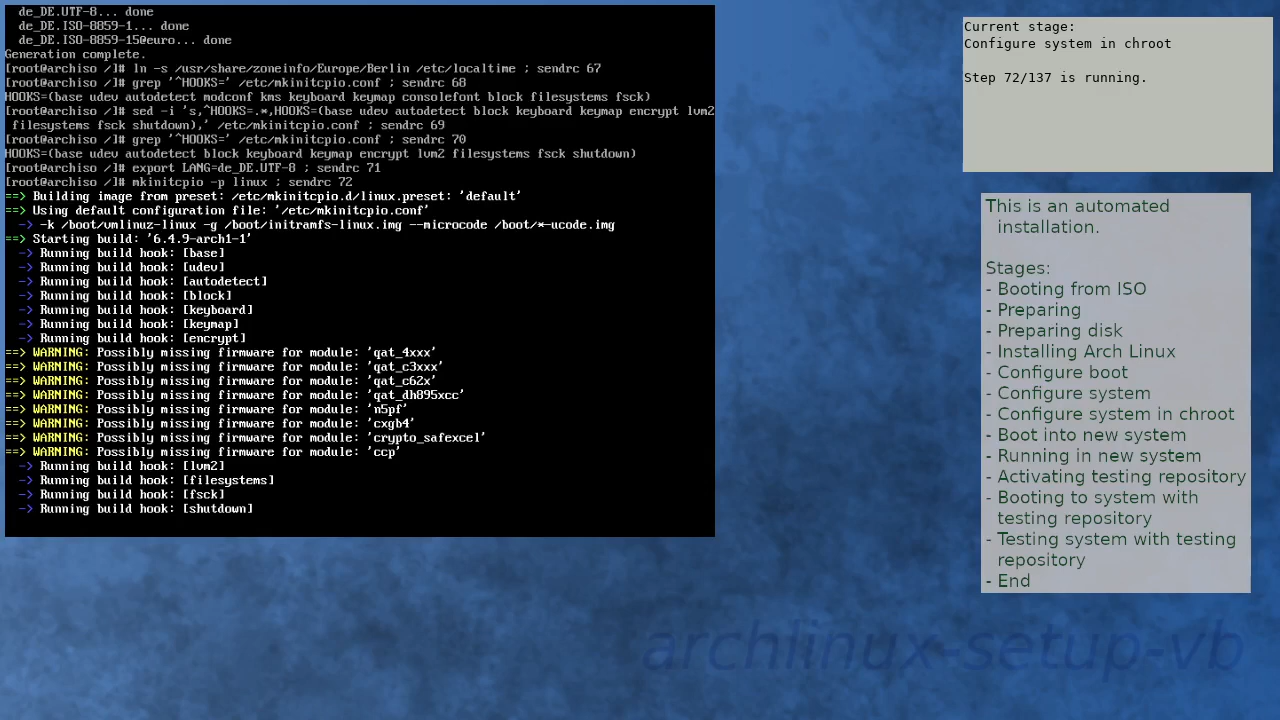 de_DE.UTF-8... done
de_DE.ISO-8859-1... done
de_DE.ISO-8859-15@euro... done
Generation complete.
[root@archiso /]# ln -s /usr/share/zoneinfo/Europe/Berlin /etc/localtime ; sendrc 67
[root@archiso /]# grep '^HOOKS=' /etc/mkinitcpio.conf ; sendrc 68
HOOKS=(base udev autodetect modconf kms keyboard keymap consolefont block filesystems fsck)
[root@archiso /]# sed -i 's,^HOOKS=.*,HOOKS=(base udev autodetect block keyboard keymap encrypt lvm2
 filesystems fsck shutdown),' /etc/mkinitcpio.conf ; sendrc 69
[root@archiso /]# grep '^HOOKS=' /etc/mkinitcpio.conf ; sendrc 70
HOOKS=(base udev autodetect block keyboard keymap encrypt lvm2 filesystems fsck shutdown)
[root@archiso /]# export LANG=de_DE.UTF-8 ; sendrc 71
[root@archiso /]# mkinitcpio -p linux ; sendrc 72
==> Building image from preset: /etc/mkinitcpio.d/linux.preset: 'default'
==> Using default configuration file: '/etc/mkinitcpio.conf'
  -> -k /boot/vmlinuz-linux -g /boot/initramfs-linux.img --microcode /boot/*-ucode.img
==> Starting build: '6.4.9-arch1-1'
  -> Running build hook: [base]
  -> Running build hook: [udev]
  -> Running build hook: [autodetect]
  -> Running build hook: [block]
  -> Running build hook: [keyboard]
  -> Running build hook: [keymap]
  -> Running build hook: [encrypt]
==> WARNING: Possibly missing firmware for module: 'qat_4xxx'
==> WARNING: Possibly missing firmware for module: 'qat_c3xxx'
==> WARNING: Possibly missing firmware for module: 'qat_c62x'
==> WARNING: Possibly missing firmware for module: 'qat_dh895xcc'
==> WARNING: Possibly missing firmware for module: 'n5pf'
==> WARNING: Possibly missing firmware for module: 'cxgb4'
==> WARNING: Possibly missing firmware for module: 'crypto_safexcel'
==> WARNING: Possibly missing firmware for module: 'ccp'
  -> Running build hook: [lvm2]
  -> Running build hook: [filesystems]
  -> Running build hook: [fsck]
  -> Running build hook: [shutdown]
Current stage:
Configure system in chroot
Step 72/137 is running.
This is an automated
installation.
Stages:
- Booting from ISO
- Preparing
- Preparing disk
- Installing Arch Linux
- Configure boot
- Configure system
- Configure system in chroot
- Boot into new system
- Running in new system
- Activating testing repository
- Booting to system with
testing repository
- Testing system with testing
repository
- End
archlinux-setup-vb